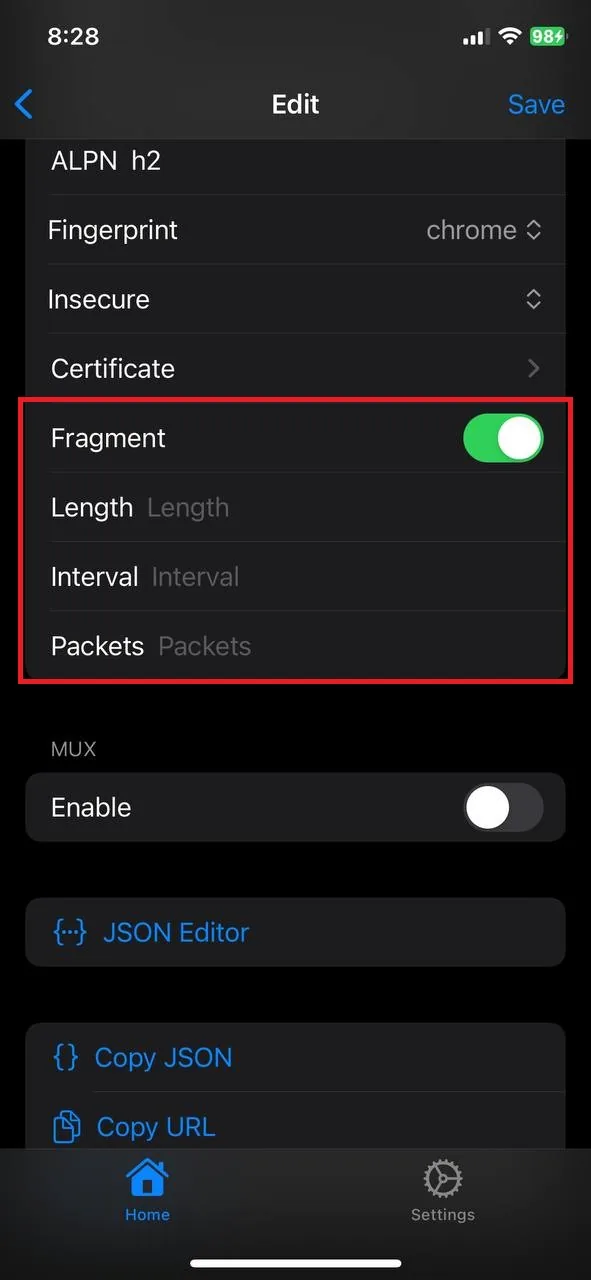 8:28
98
Edit
Save
ALPN h2
Fingerprint chrome
Insecure
Certificate
Fragment
Length Length
Interval Interval
Packets Packets
MUX
Enable
{...} JSON Editor
{} Copy JSON
Copy URL
Home
Settings